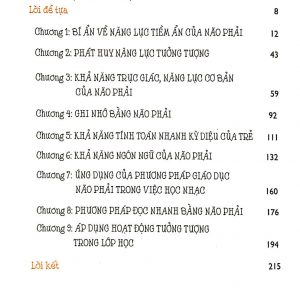 Lời đề tựa 8
Chương 1: BÍ ẨN VỀ NĂNG LỰC TIỀM ẨN CỦA NÃO PHẢI 12
Chương 2: PHÁT HUY NĂNG LỰC TƯỞNG TƯỢNG 34
Chương 3: KHẢ NĂNG TRỰC GIÁC, NĂNG LỰC CƠ BẢN
CỦA NÃO PHẢI 59
Chương 4: GHI NHỚ BẰNG NÃO PHẢI 92
Chương 5: KHẢ NĂNG TÍNH TOÁN NHANH KỲ DIỆU CỦA TRẺ 111
Chương 6: KHẢ NĂNG NGÔN NGỮ CỦA NÃO PHẢI 132
Chương 7: ỨNG DỤNG CỦA PHƯƠNG PHÁP GIÁO DỤC
NÃO PHẢI TRONG VIỆC HỌC NHẠC 160
Chương 8: PHƯƠNG PHÁP ĐỌC NHANH BẰNG NÃO PHẢI 176
Chương 9: ÁP DỤNG HOẠT ĐỘNG TƯỞNG TƯỢNG
TRONG LỚP HỌC 194
Lời kết 215